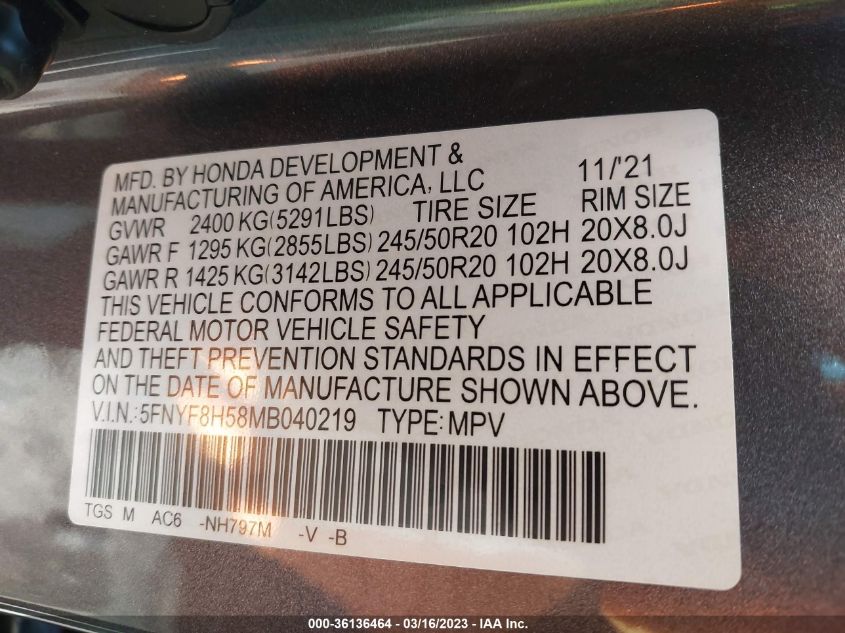 MFD. BY HONDA DEVELOPMENT & 11/'21
MANUFACTURING OF AMERICA, LLC
GVWR 2400 KG(5291LBS) TIRE SIZE RIM SIZE
GAWR F 1295 KG(2855LBS) 245/50R20 102H 20X8.0J
GAWR R 1425 KG(3142LBS) 245/50R20 102H 20X8.0J
THIS VEHICLE CONFORMS TO ALL APPLICABLE
FEDERAL MOTOR VEHICLE SAFETY
AND THEFT PREVENTION STANDARDS IN EFFECT
ON THE DATE OF MANUFACTURE SHOWN ABOVE.
V.I.N.: 5FNYF8H58MB040219 TYPE: MPV
TGS M AC6 -NH797M -V -B
000-36136464 - 03/16/2023 - IAA Inc.